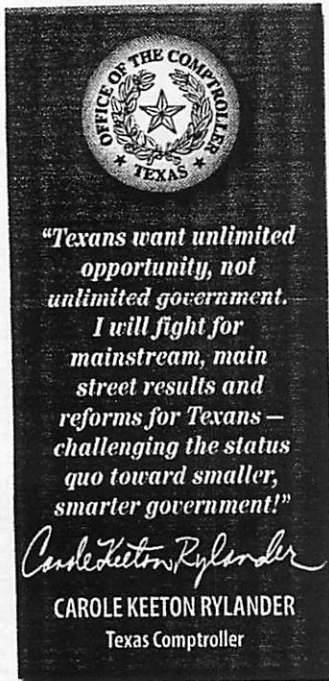 OFFICE OF THE COMPTROLLER
★ TEXAS ★
“Texans want unlimited
opportunity, not
unlimited government.
I will fight for
mainstream, main
street results and
reforms for Texans —
challenging the status
quo toward smaller,
smarter government!”
Carole Keeton Rylander
CAROLE KEETON RYLANDER
Texas Comptroller